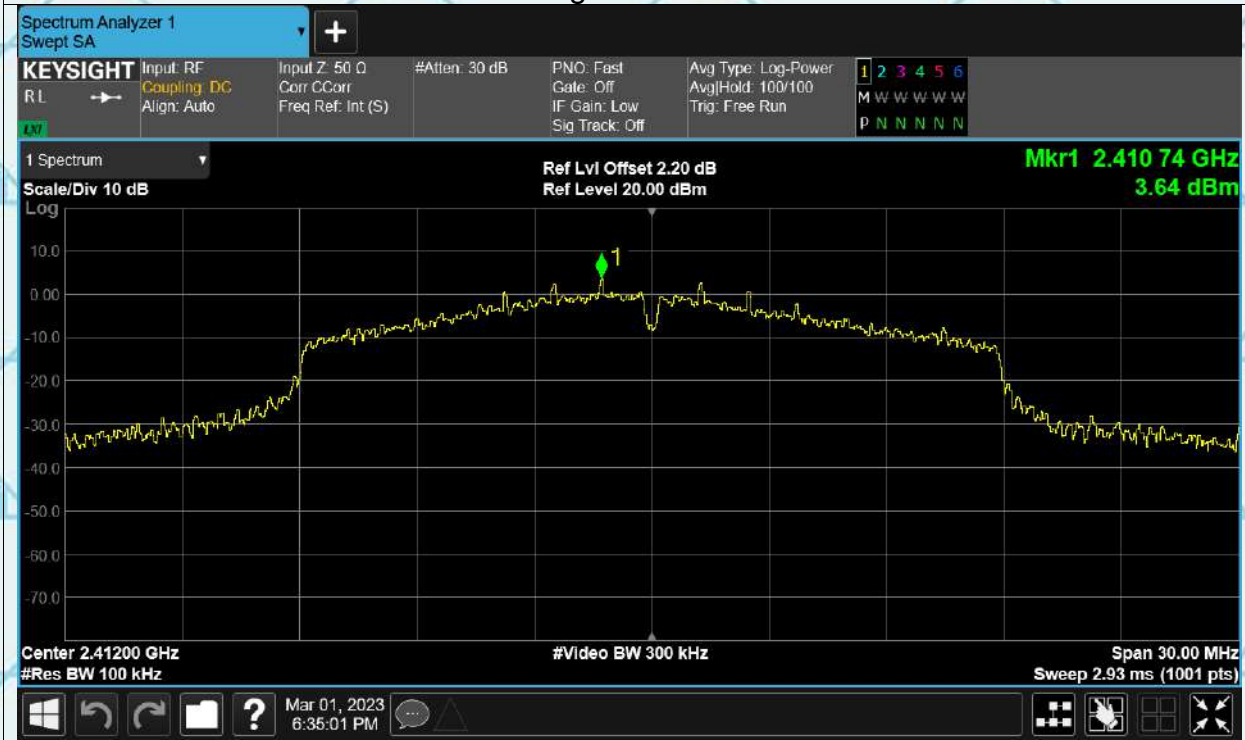 Spectrum Analyzer 1
Swept SA
+
KEYSIGHT
RL
LXI
Input: RF
Coupling: DC
Align: Auto
Input Z: 50 Ω
Corr CCorr
Freq Ref: Int (S)
#Atten: 30 dB
PNO: Fast
Gate: Off
IF Gain: Low
Sig Track: Off
Avg Type: Log-Power
Avg|Hold: 100/100
Trig: Free Run
1 2 3 4 5 6
M W W W W W
P N N N N N
1 Spectrum
Scale/Div 10 dB
Log
Ref Lvl Offset 2.20 dB
Ref Level 20.00 dBm
Mkr1 2.410 74 GHz
3.64 dBm
1
10.0
0.00
-10.0
-20.0
-30.0
-40.0
-50.0
-60.0
-70.0
Center 2.41200 GHz
#Res BW 100 kHz
#Video BW 300 kHz
Span 30.00 MHz
Sweep 2.93 ms (1001 pts)
?
Mar 01, 2023
6:35:01 PM